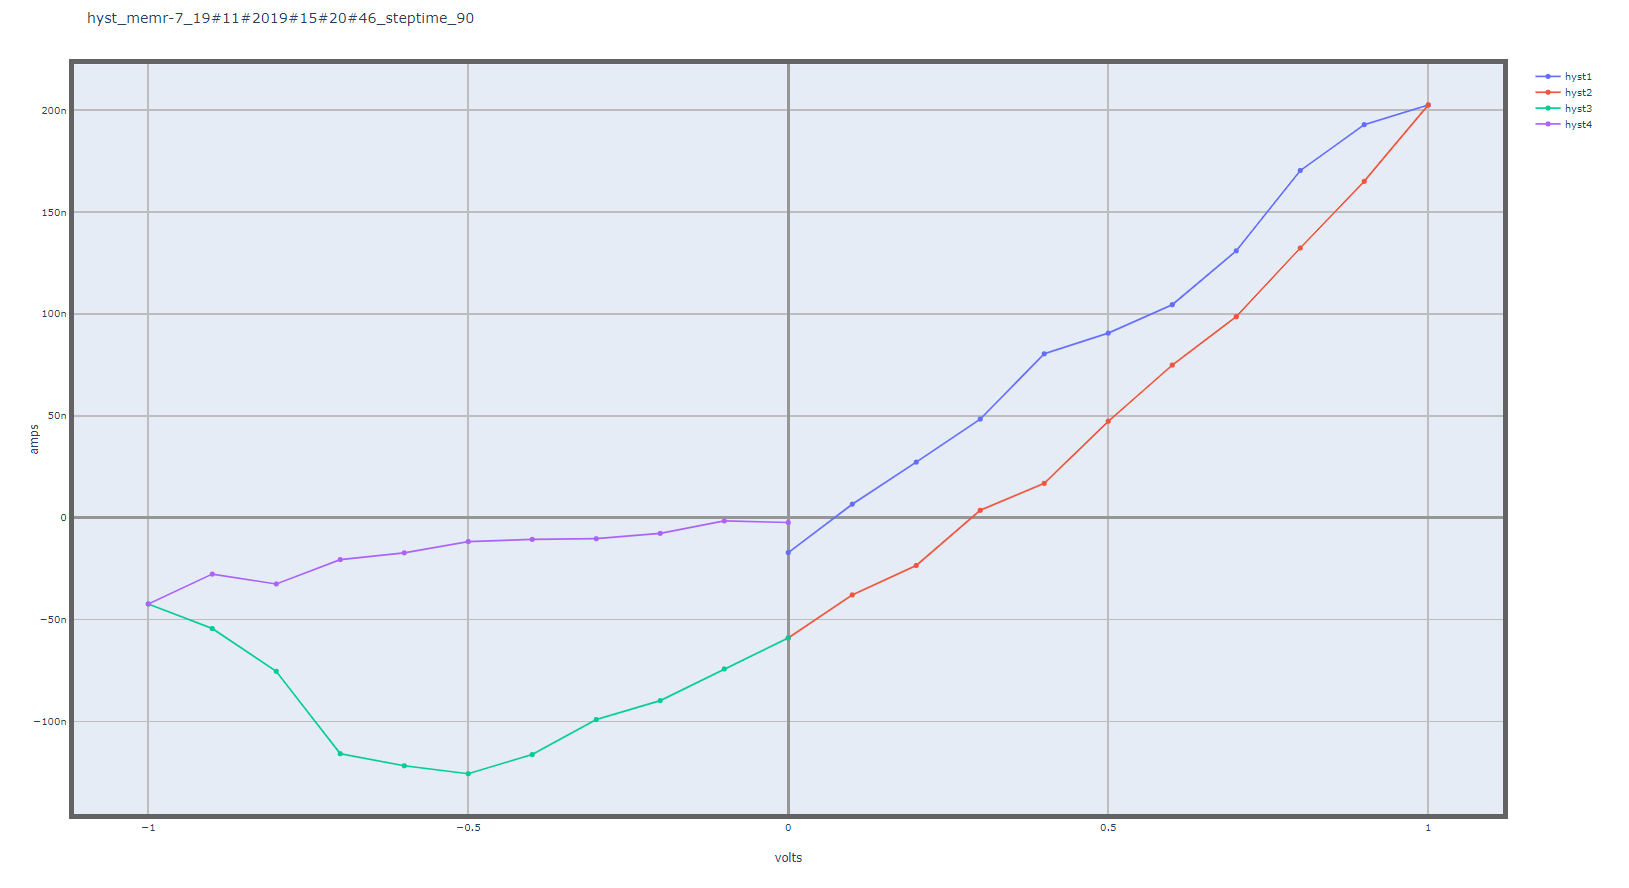 hyst_memr-7_19#11#2019#15#20#46_steptime_90
hyst1
hyst2
hyst3
hyst4
200n
150n
100n
50n
0
−50n
−100n
amps
−1
−0.5
0
0.5
1
volts